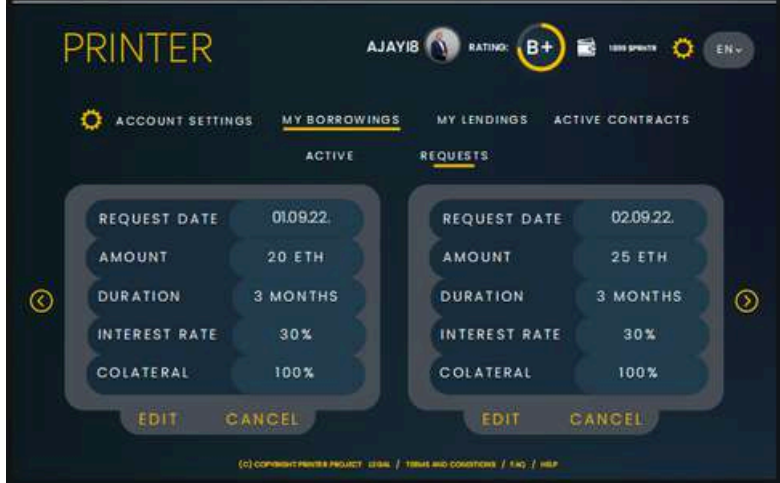 PRINTER
AJAYI8 RATING: B+ 1899 SPRINTR EN
ACCOUNT SETTINGS MY BORROWINGS MY LENDINGS ACTIVE CONTRACTS
ACTIVE REQUESTS
REQUEST DATE 01.09.22.
AMOUNT 20 ETH
DURATION 3 MONTHS
INTEREST RATE 30%
COLATERAL 100%
EDIT CANCEL
REQUEST DATE 02.09.22.
AMOUNT 25 ETH
DURATION 3 MONTHS
INTEREST RATE 30%
COLATERAL 100%
EDIT CANCEL
(C) COPYRIGHT PRINTER PROJECT LEGAL / TERMS AND CONDITIONS / FAQ / HELP